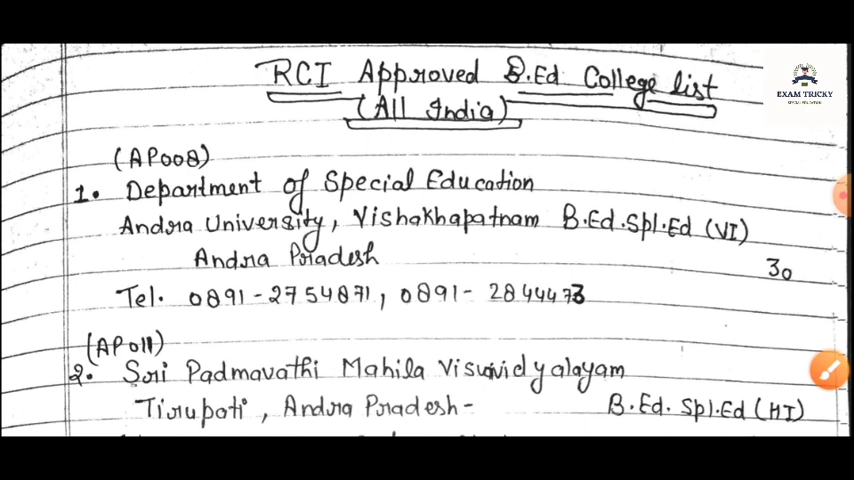 RCI Approved B.Ed College list
(All India)
EXAM TRICKY
SPECIAL EDUCATION
(AP008)
1. Department of Special Education
Andra University, Vishakhapatnam B.Ed.Spl.Ed (VI)
Andra Pradesh
30
Tel. 0891-2754871, 0891-2844473
(AP011)
2. Sri Padmavathi Mahila Visvavidyalayam
Tirupati, Andra Pradesh- B.Ed. Spl.Ed (HI)